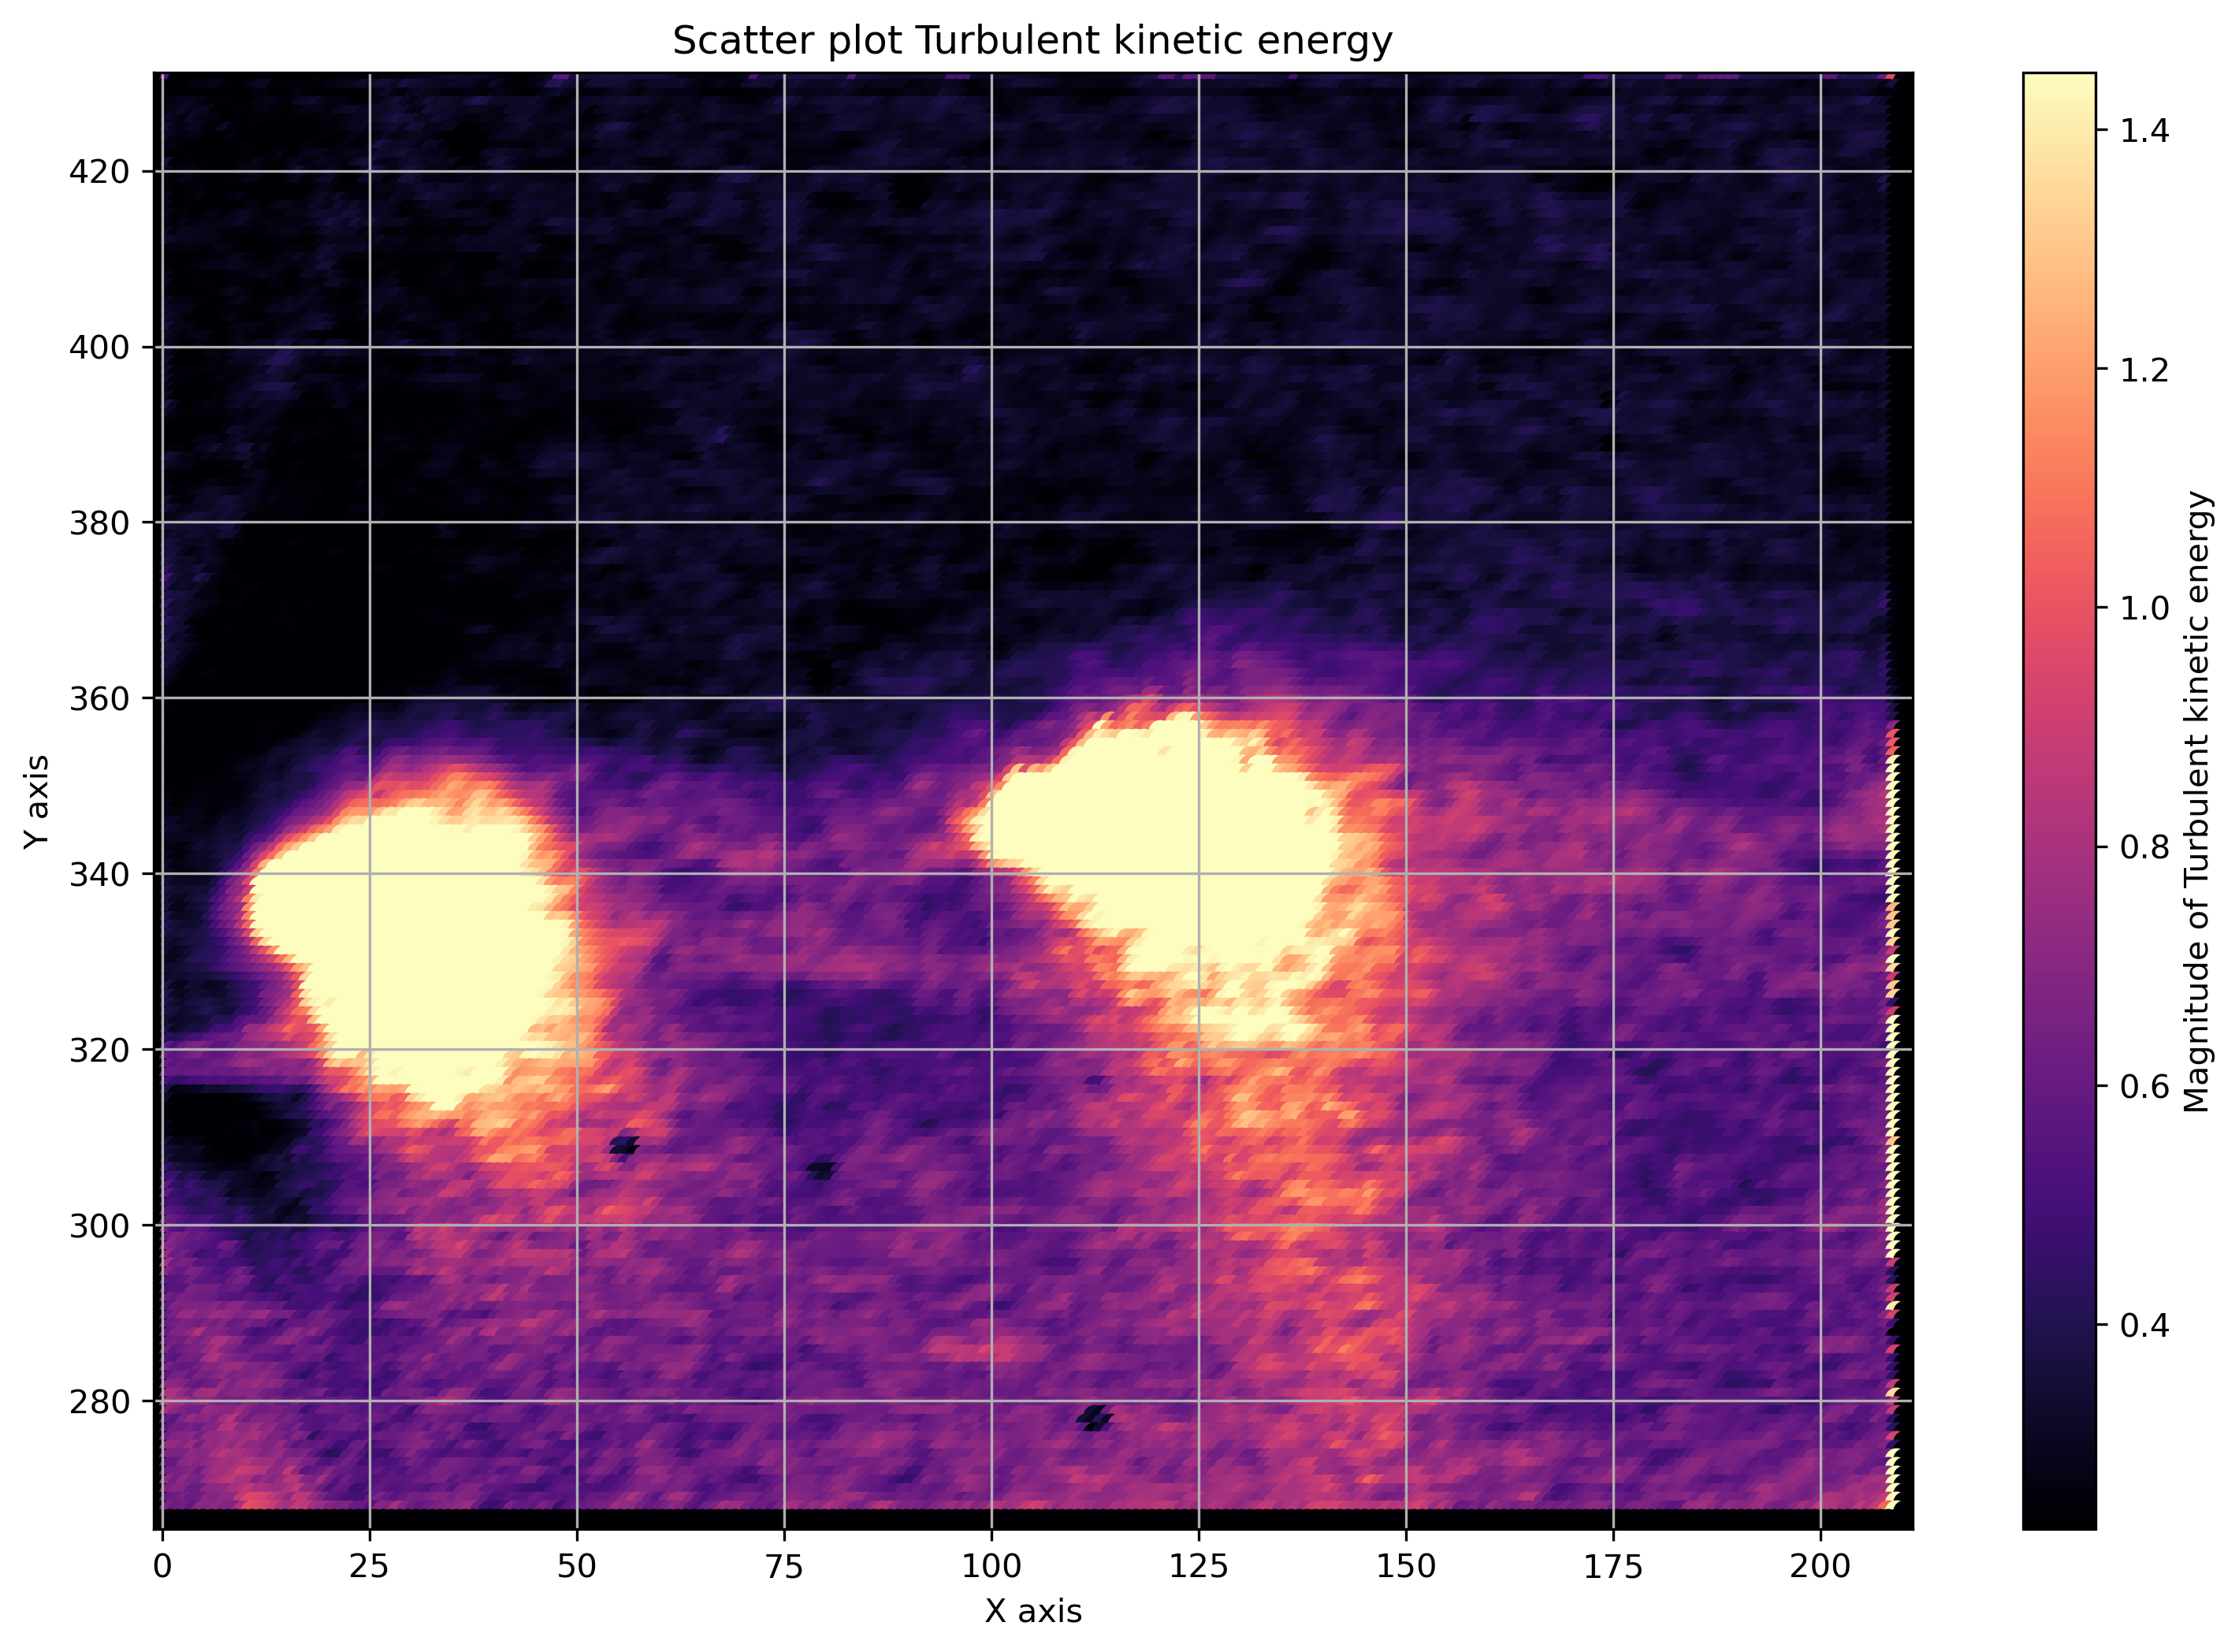 Scatter plot Turbulent kinetic energy
Y axis
420
400
380
360
340
320
300
280
0 25 50 75 100 125 150 175 200
X axis
1.4
1.2
1.0
0.8
0.6
0.4
Magnitude of Turbulent kinetic energy